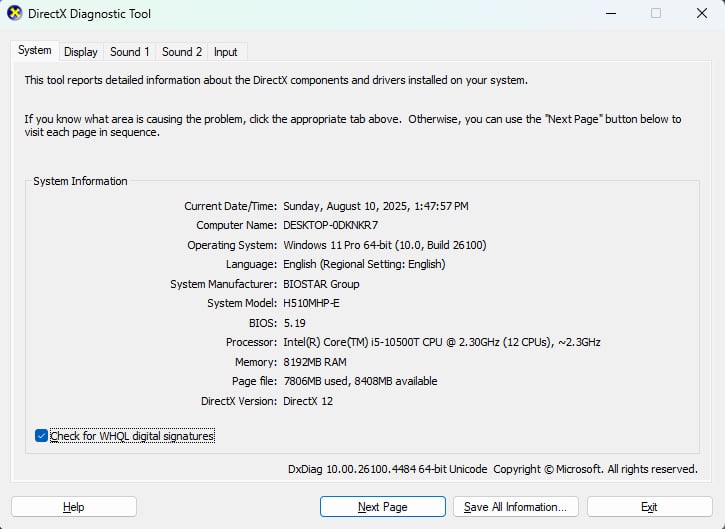 DirectX Diagnostic Tool
System Display Sound 1 Sound 2 Input
This tool reports detailed information about the DirectX components and drivers installed on your system.
If you know what area is causing the problem, click the appropriate tab above.  Otherwise, you can use the "Next Page" button below to
visit each page in sequence.
System Information
Current Date/Time: Sunday, August 10, 2025, 1:47:57 PM
Computer Name: DESKTOP-0DKNKR7
Operating System: Windows 11 Pro 64-bit (10.0, Build 26100)
Language: English (Regional Setting: English)
System Manufacturer: BIOSTAR Group
System Model: H510MHP-E
BIOS: 5.19
Processor: Intel(R) Core(TM) i5-10500T CPU @ 2.30GHz (12 CPUs), ~2.3GHz
Memory: 8192MB RAM
Page file: 7806MB used, 8408MB available
DirectX Version: DirectX 12
Check for WHQL digital signatures
DxDiag 10.00.26100.4484 64-bit Unicode  Copyright © Microsoft. All rights reserved.
Help Next Page Save All Information... Exit